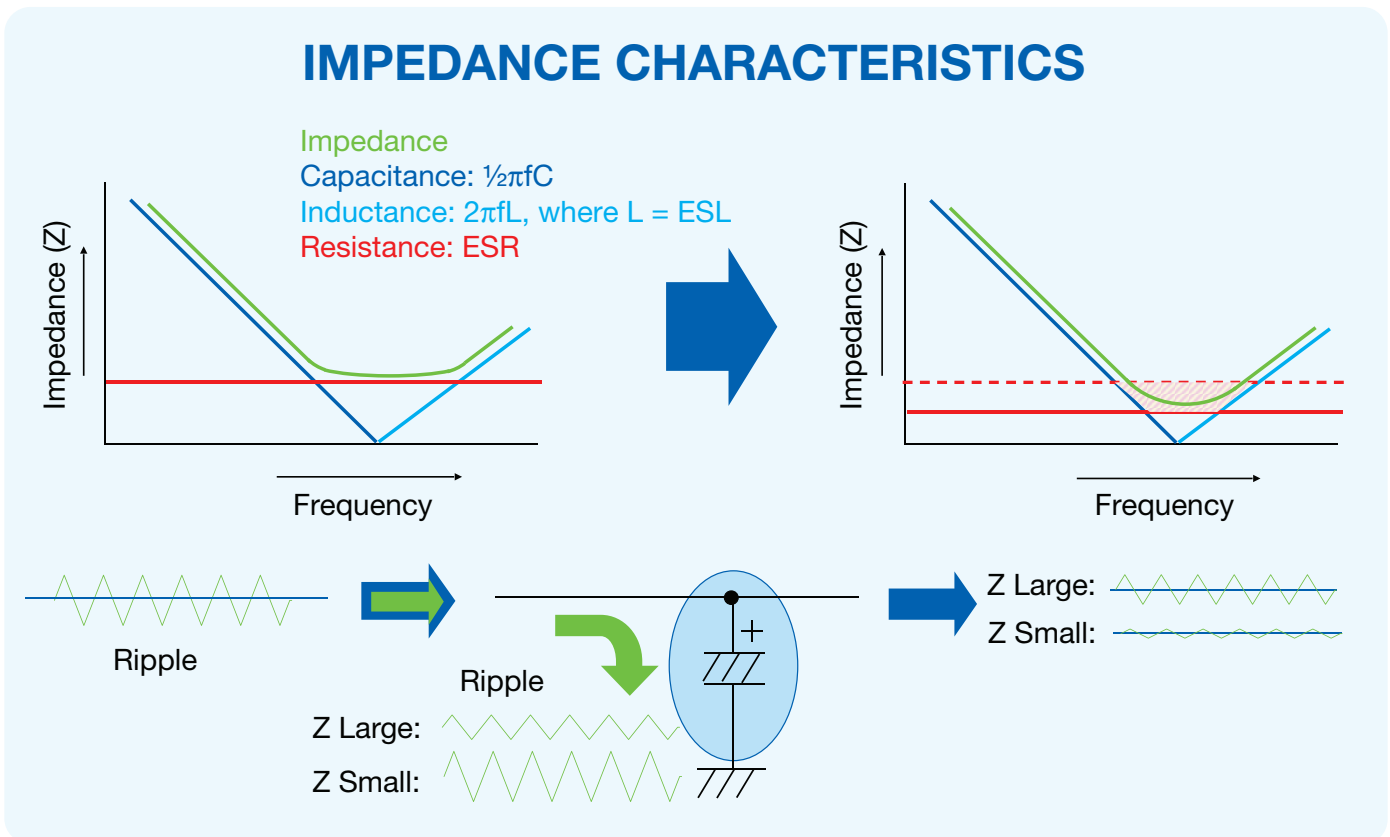 IMPEDANCE CHARACTERISTICS
Impedance
Capacitance: ½πfC
Inductance: 2πfL, where L = ESL
Resistance: ESR
Impedance (Z)
Frequency
Impedance (Z)
Frequency
Ripple
Ripple
Z Large:
Z Small:
+
Z Large:
Z Small: